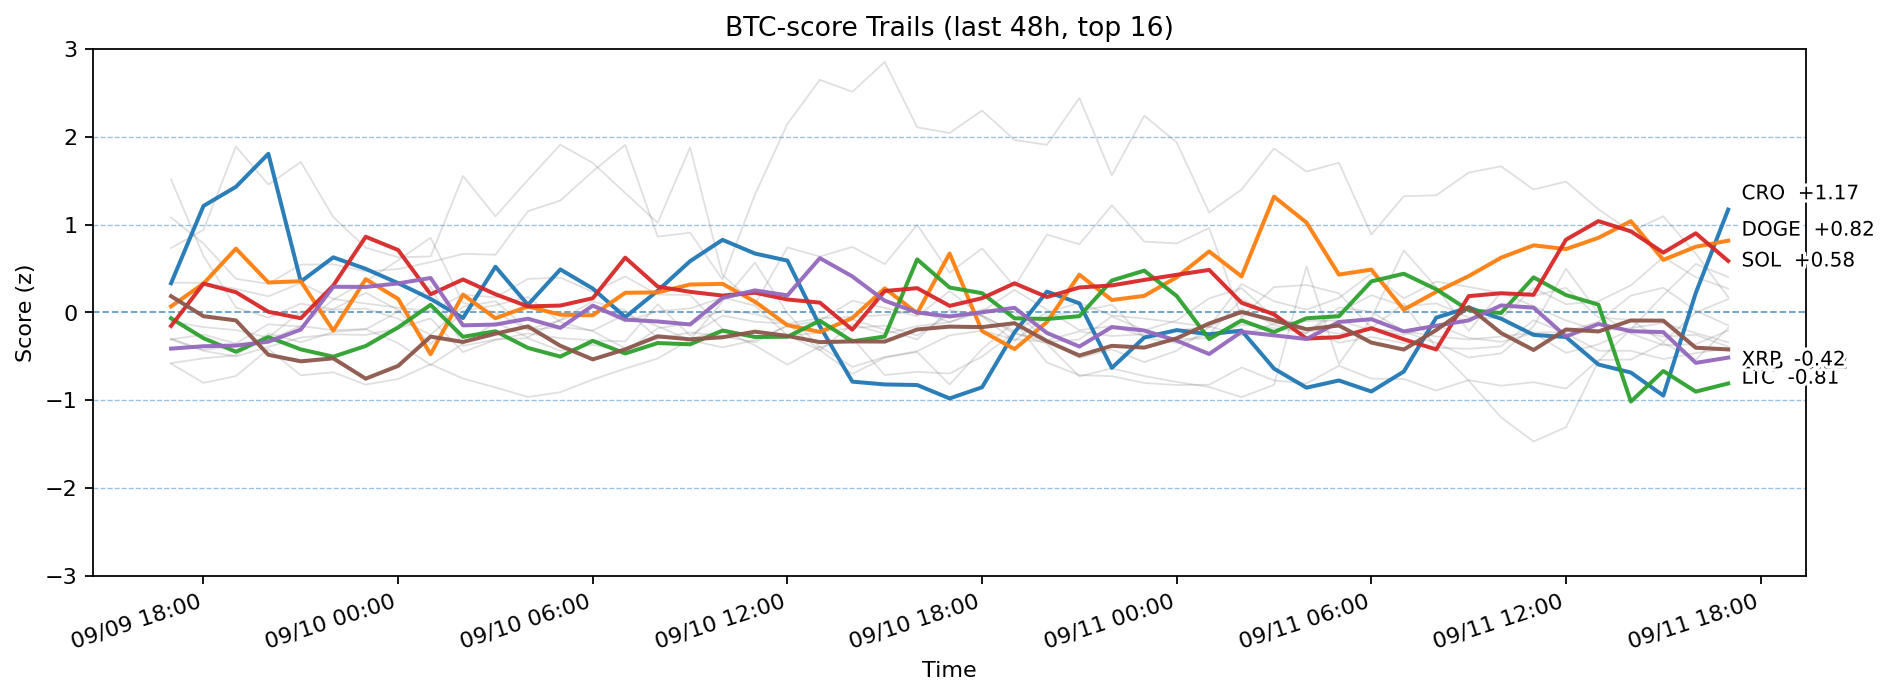 BTC-score Trails (last 48h, top 16)
Score (z)
3
2
1
0
−1
−2
−3
CRO +1.17
DOGE +0.82
SOL +0.58
XRP -0.42
LTC -0.81
09/09 18:00
09/10 00:00
09/10 06:00
09/10 12:00
09/10 18:00
09/11 00:00
09/11 06:00
09/11 12:00
09/11 18:00
Time